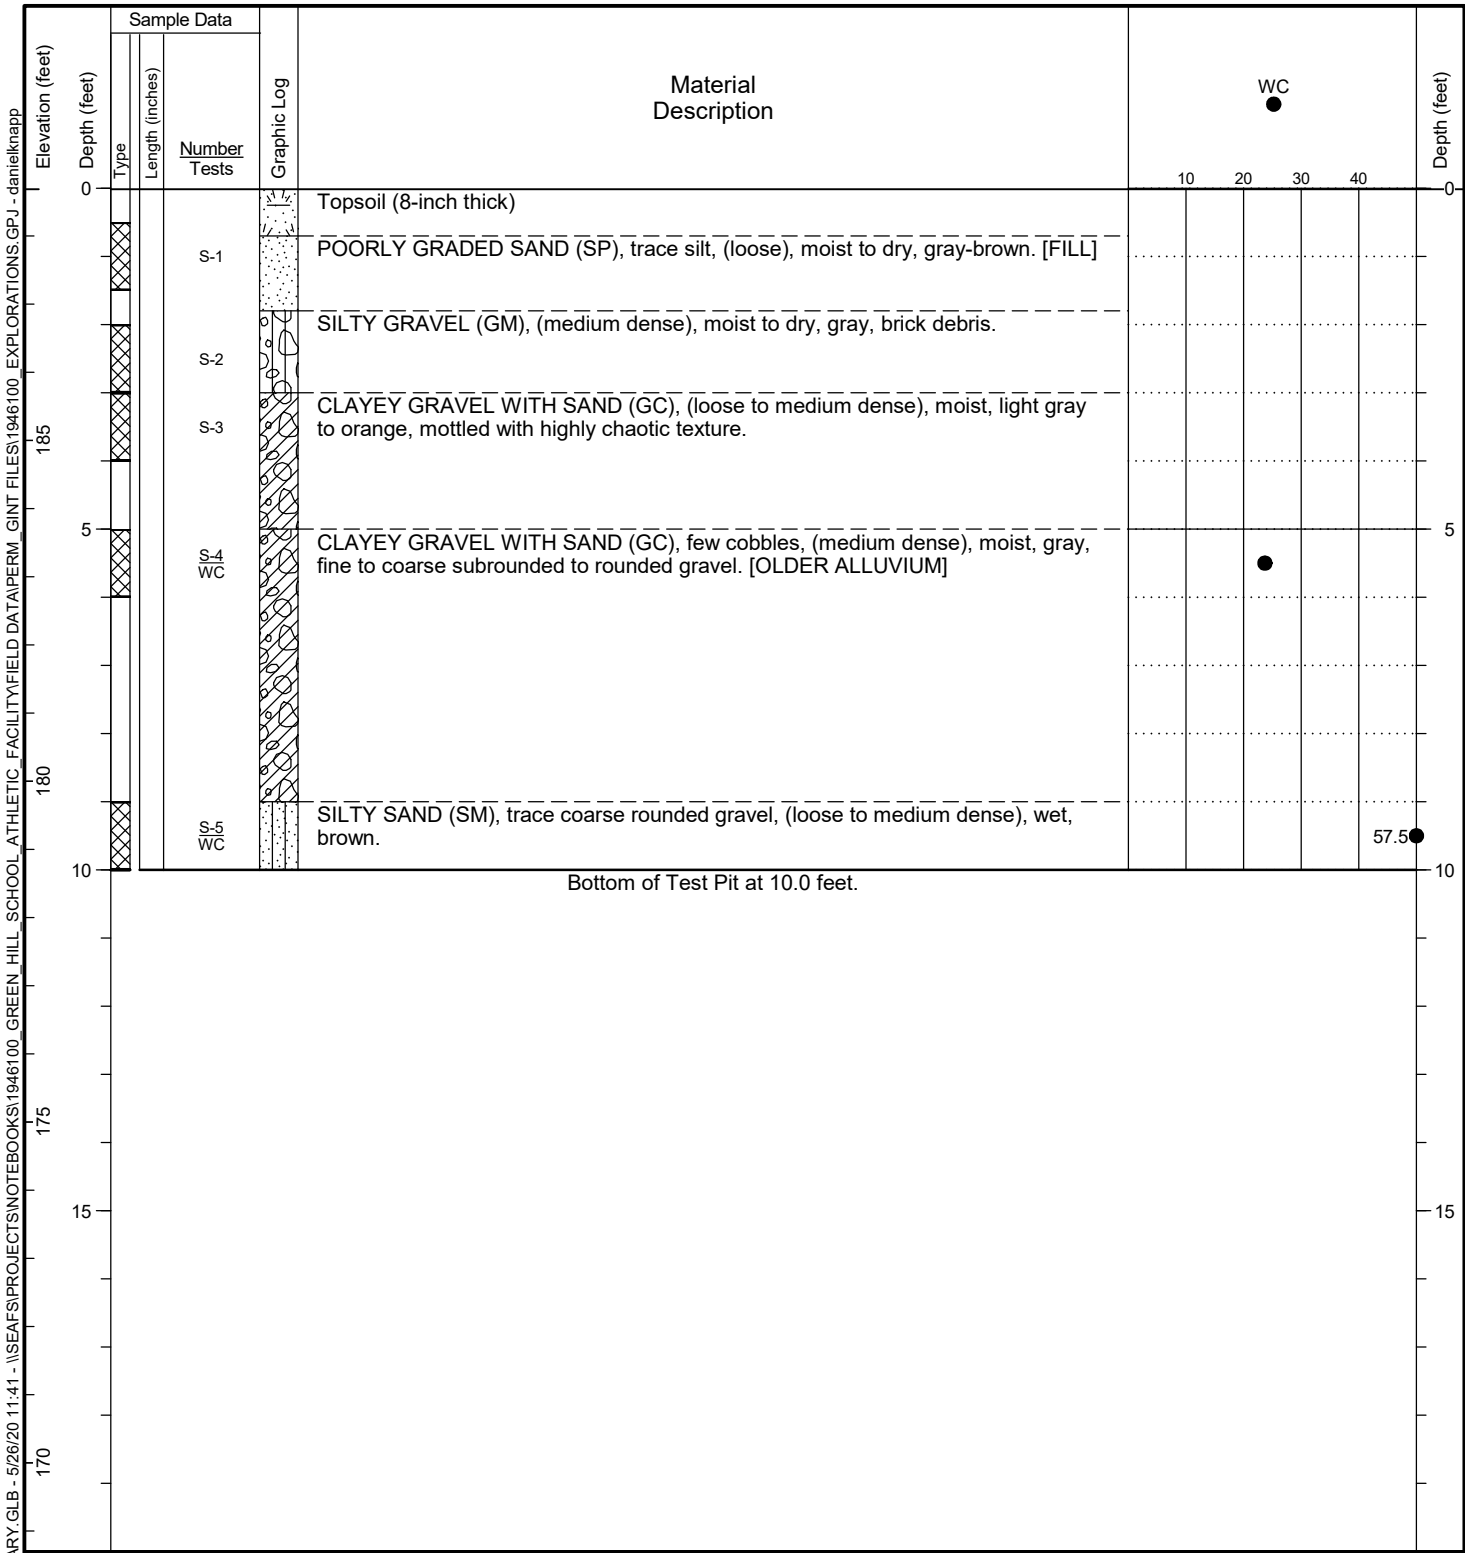 Sample Data
Elevation (feet)
Depth (feet)
Type
Length (inches)
Number
Tests
Graphic Log
Material
Description
WC
Depth (feet)
10 20 30 40
0
0
Topsoil (8-inch thick)
S-1
POORLY GRADED SAND (SP), trace silt, (loose), moist to dry, gray-brown. [FILL]
SILTY GRAVEL (GM), (medium dense), moist to dry, gray, brick debris.
S-2
CLAYEY GRAVEL WITH SAND (GC), (loose to medium dense), moist, light gray
to orange, mottled with highly chaotic texture.
S-3
185
5
5
CLAYEY GRAVEL WITH SAND (GC), few cobbles, (medium dense), moist, gray,
fine to coarse subrounded to rounded gravel. [OLDER ALLUVIUM]
S-4
WC
180
SILTY SAND (SM), trace coarse rounded gravel, (loose to medium dense), wet,
brown.
S-5
WC
57.5
10
10
Bottom of Test Pit at 10.0 feet.
175
15
15
170
ARY.GLB - 5/26/20 11:41 - \\SEAFS\PROJECTS\NOTEBOOKS\1946100_GREEN_HILL_SCHOOL_ATHLETIC_FACILITY\FIELD DATA\PERM_GINT FILES\1946100_EXPLORATIONS.GPJ - danielknapp